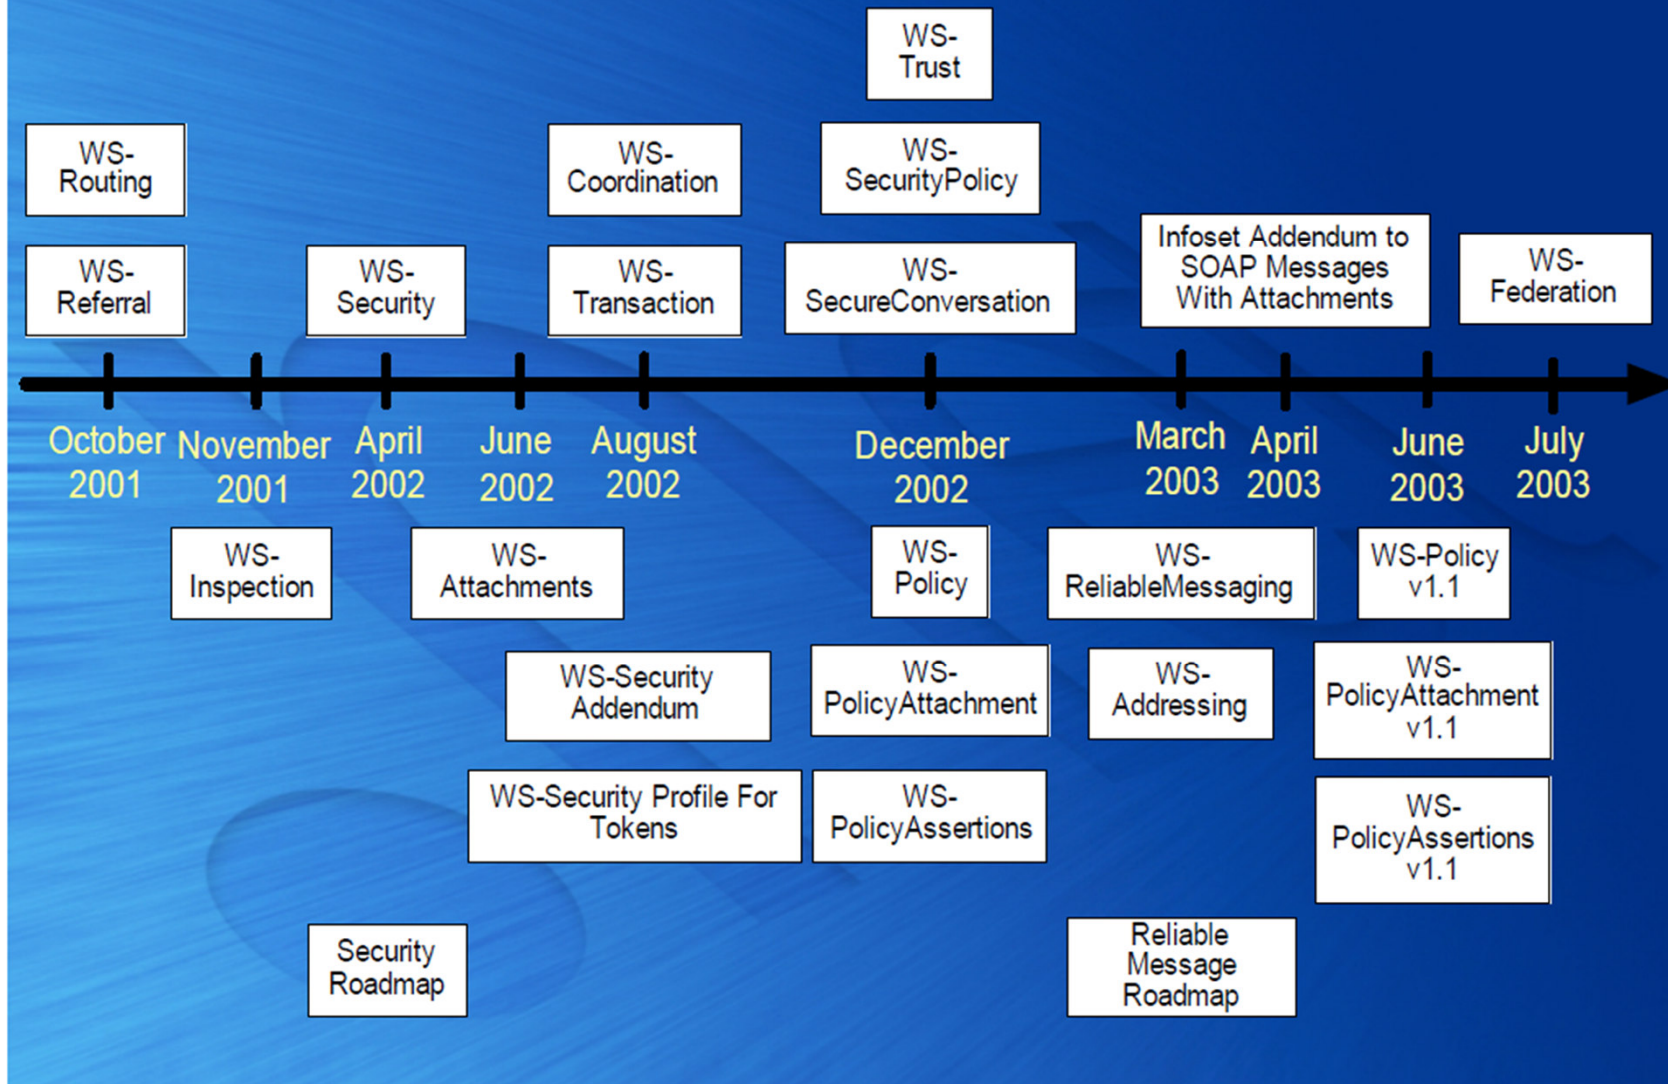 WS-
Trust
WS-
Routing
WS-
Coordination
WS-
SecurityPolicy
WS-
Referral
WS-
Security
WS-
Transaction
WS-
SecureConversation
Infoset Addendum to
SOAP Messages
With Attachments
WS-
Federation
October
2001
November
2001
April
2002
June
2002
August
2002
December
2002
March
2003
April
2003
June
2003
July
2003
WS-
Inspection
WS-
Attachments
WS-
Policy
WS-
ReliableMessaging
WS-Policy
v1.1
WS-Security
Addendum
WS-
PolicyAttachment
WS-
Addressing
WS-
PolicyAttachment
v1.1
WS-Security Profile For
Tokens
WS-
PolicyAssertions
WS-
PolicyAssertions
v1.1
Security
Roadmap
Reliable
Message
Roadmap